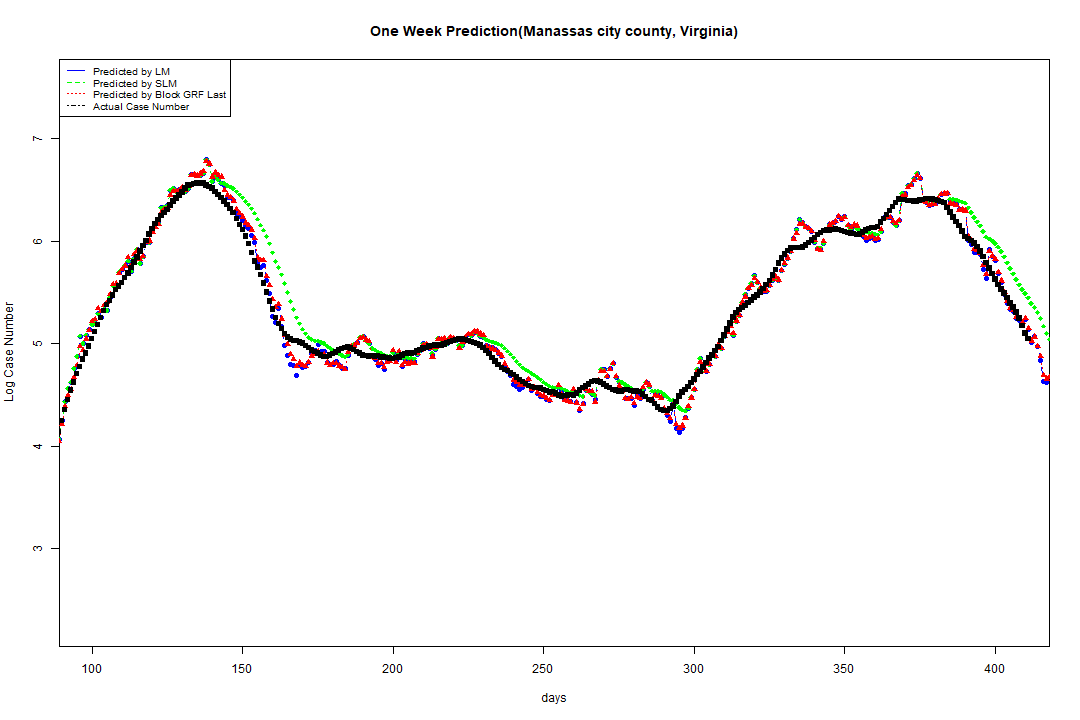 One Week Prediction(Manassas city county, Virginia)
Predicted by LM
Predicted by SLM
Predicted by Block GRF Last
Actual Case Number
7
6
5
4
3
Log Case Number
100 150 200 250 300 350 400
days